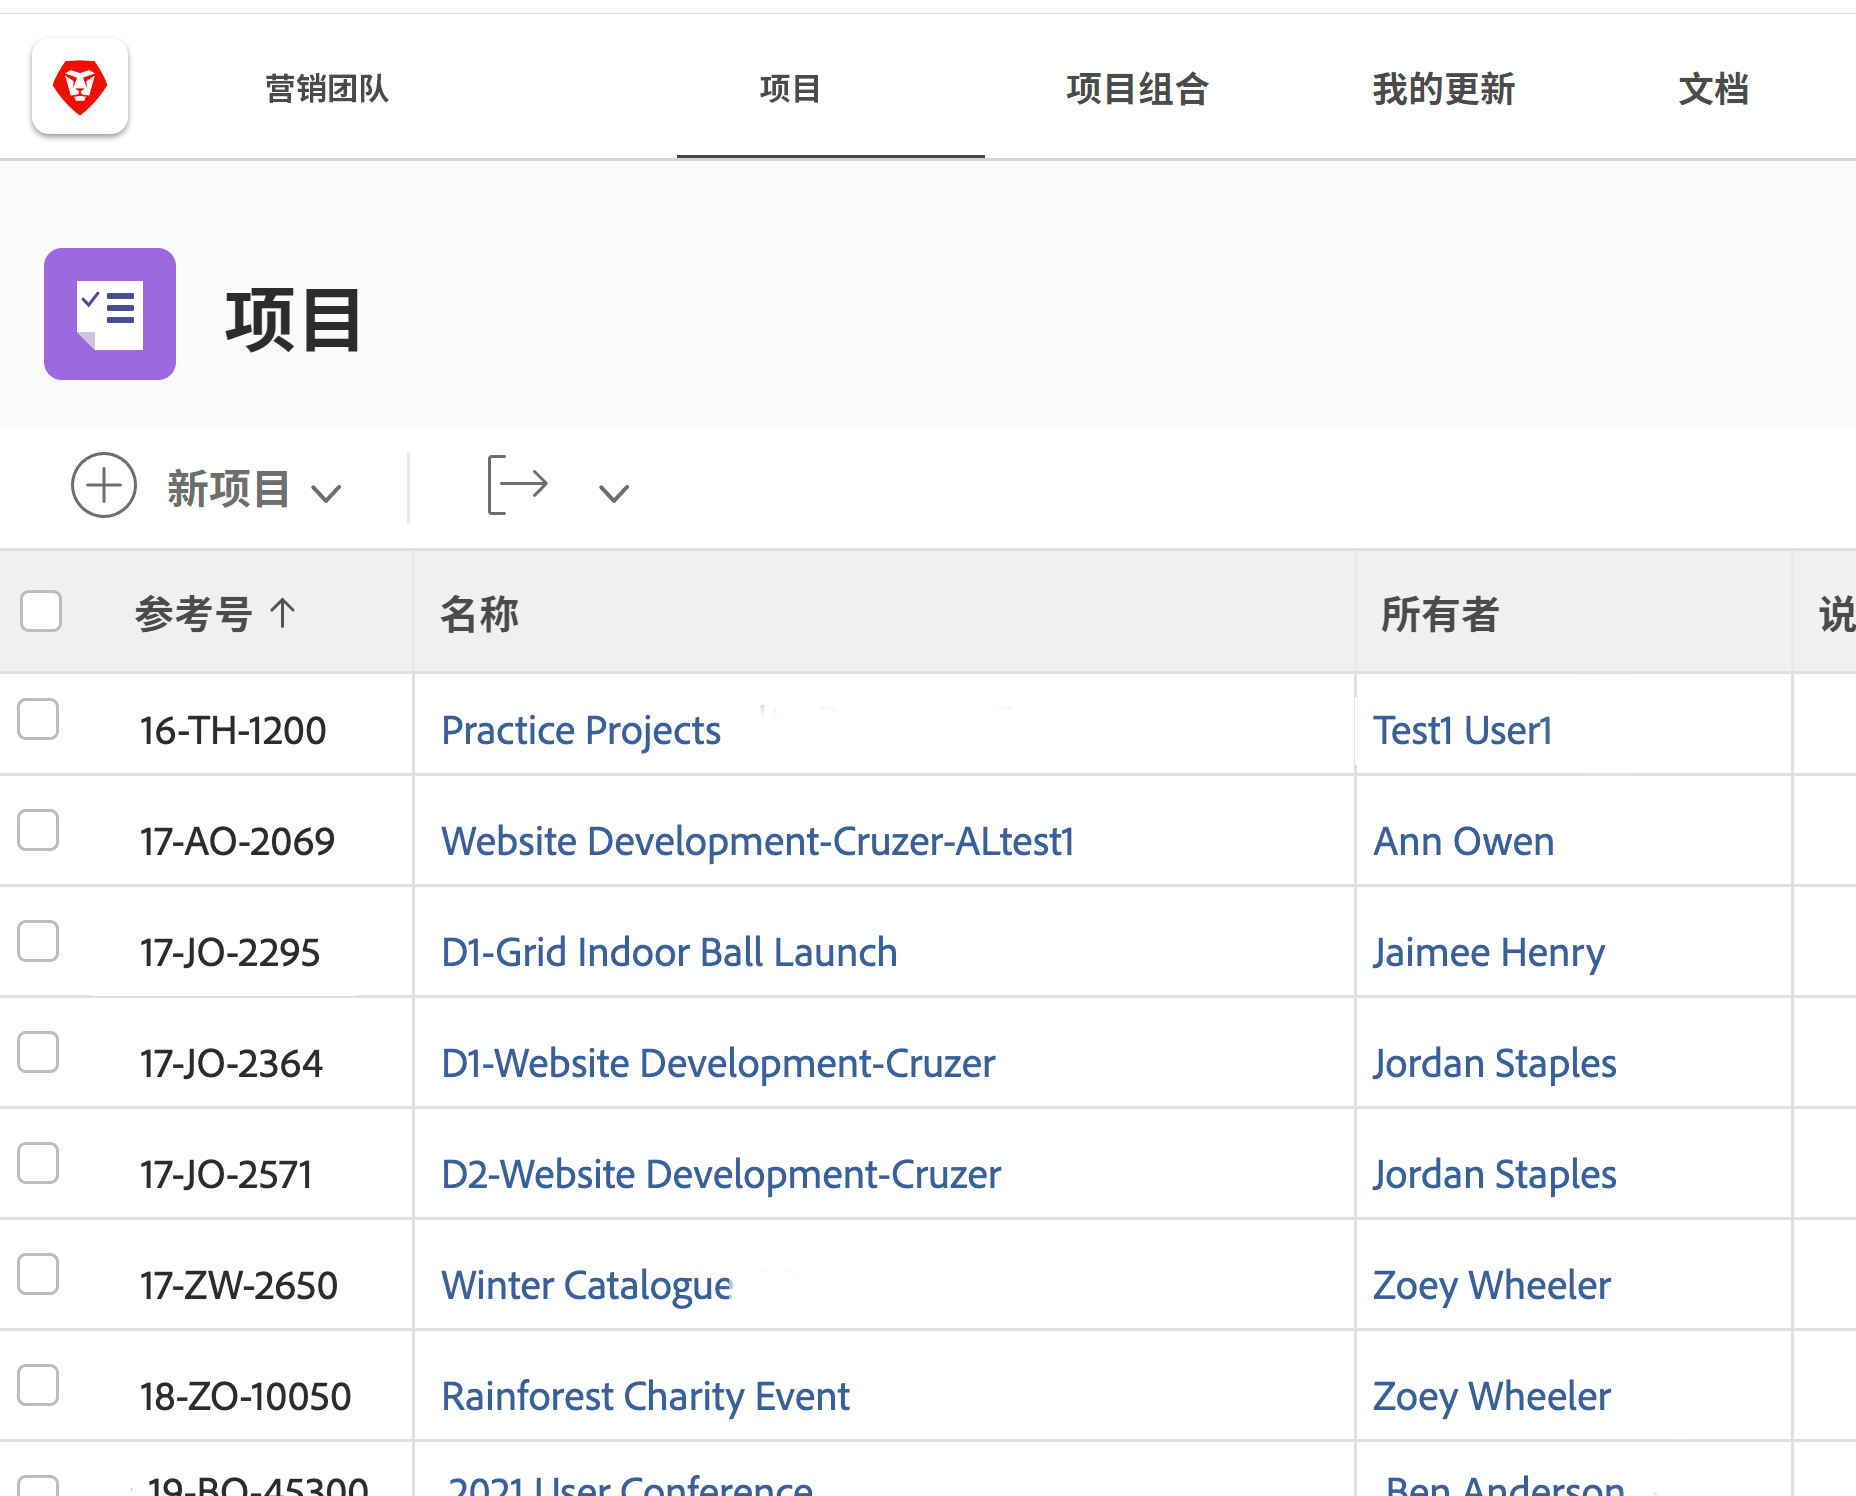 营销团队 项目 项目组合 我的更新 文档
项目
新项目
参考号 名称 所有者 说
16-TH-1200 Practice Projects Test1 User1
17-AO-2069 Website Development-Cruzer-ALtest1 Ann Owen
17-JO-2295 D1-Grid Indoor Ball Launch Jaimee Henry
17-JO-2364 D1-Website Development-Cruzer Jordan Staples
17-JO-2571 D2-Website Development-Cruzer Jordan Staples
17-ZW-2650 Winter Catalogue Zoey Wheeler
18-ZO-10050 Rainforest Charity Event Zoey Wheeler
19-BO-45300 2021 User Conference Ben Anderson